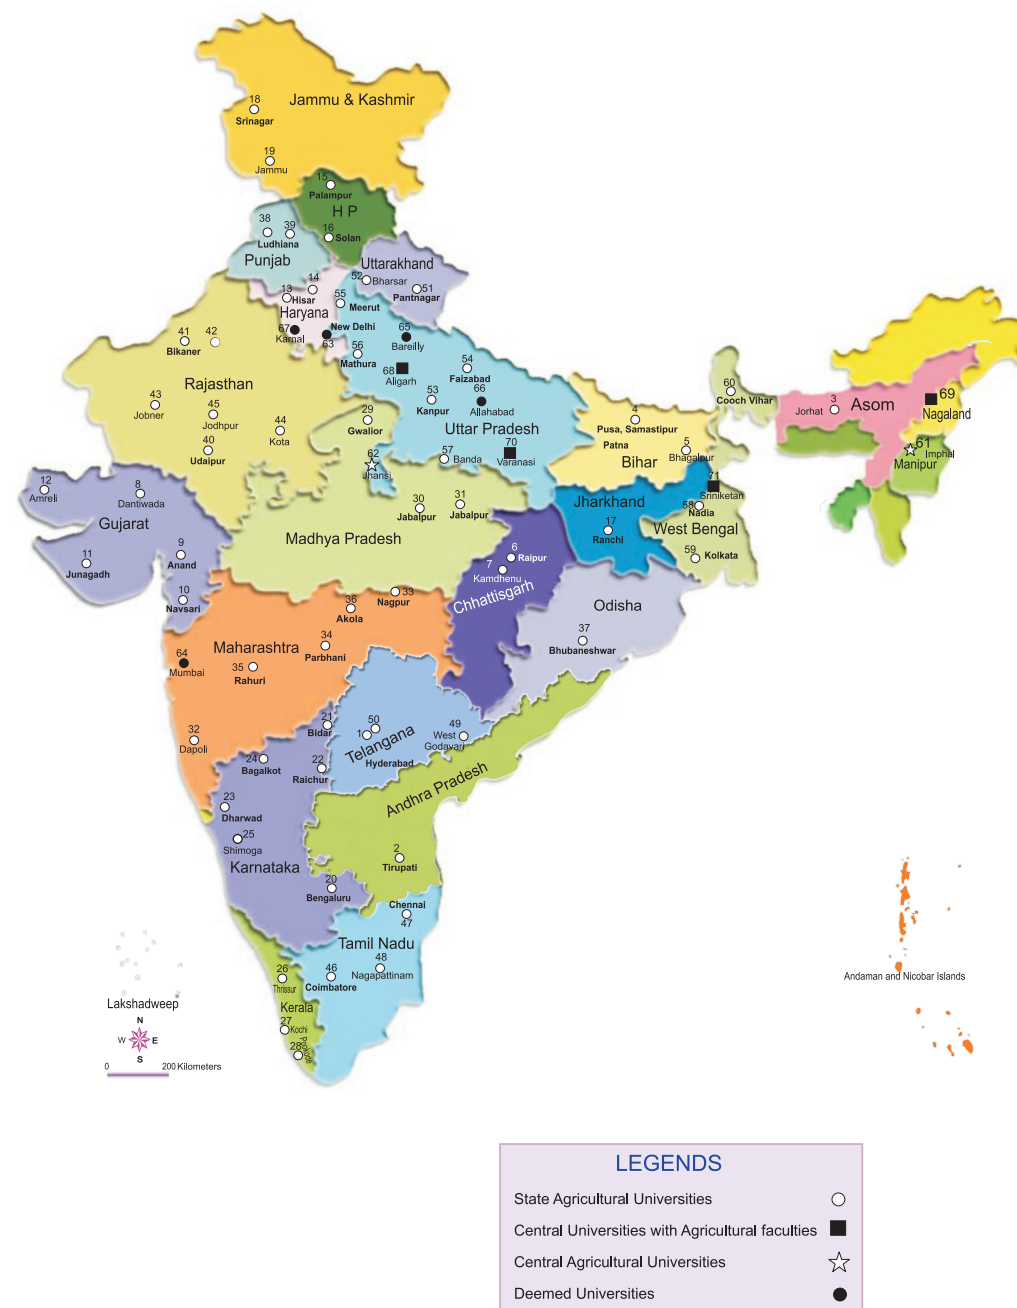 18
Jammu & Kashmir
Srinagar
19
Jammu
15
Palampur
H P
38
39
16
Solan
Ludhiana
Punjab
Uttarakhand
52
Bharsar
51
Pantnagar
14
13
Hisar
55
Meerut
Haryana
67
Karnal
New Delhi
63
65
Bareilly
41
Bikaner
42
56
Mathura
68
Aligarh
54
Faizabad
Rajasthan
43
Jobner
45
Jodhpur
44
Kota
40
Udaipur
53
Kanpur
66
Allahabad
29
Gwalior
Uttar Pradesh
62
Jhansi
57
Banda
70
Varanasi
4
Pusa, Samastipur
Patna
5
Bhagalpur
Bihar
60
Cooch Vihar
3
Jorhat
Asom
69
Nagaland
61
Imphal
Manipur
12
Amreli
8
Dantiwada
Gujarat
11
Junagadh
9
Anand
10
Navsari
30
Jabalpur
31
Jabalpur
Madhya Pradesh
Jharkhand
17
Ranchi
71
Sriniketan
58
Nadia
West Bengal
59
Kolkata
6
Raipur
7
Kamdhenu
Chhattisgarh
Odisha
37
Bhubaneshwar
33
Nagpur
36
Akola
34
Parbhani
Maharashtra
64
Mumbai
35
Rahuri
32
Dapoli
21
Bidar
50
1
49
West
Godavari
Telangana
Hyderabad
24
Bagalkot
22
Raichur
Andhra Pradesh
23
Dharwad
25
Shimoga
Karnataka
2
Tirupati
20
Bengaluru
Chennai
47
Tamil Nadu
46
Coimbatore
48
Nagapattinam
26
Thrissur
Kerala
27
Kochi
28
Pookode
Andaman and Nicobar Islands
Lakshadweep
N
W
E
S
0
200 Kilometers
LEGENDS
State Agricultural Universities
Central Universities with Agricultural faculties
Central Agricultural Universities
Deemed Universities